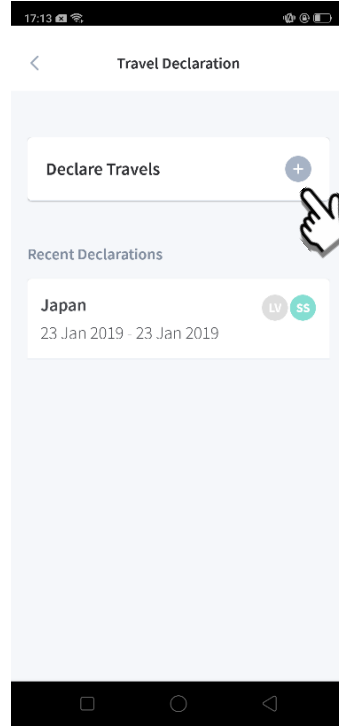 17:13
Travel Declaration
Declare Travels
Recent Declarations
Japan
LV SS
23 Jan 2019 - 23 Jan 2019